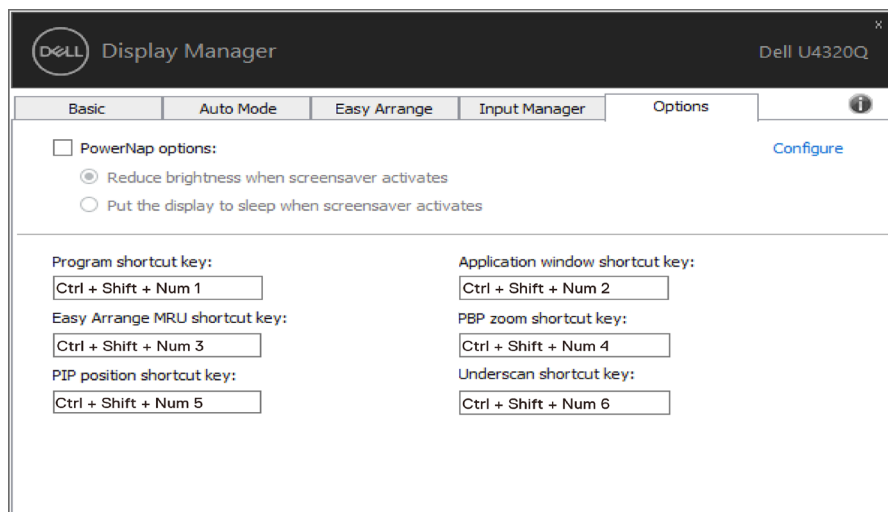 x
DELL Display Manager Dell U4320Q
Basic Auto Mode Easy Arrange Input Manager Options i
PowerNap options: Configure
Reduce brightness when screensaver activates
Put the display to sleep when screensaver activates
Program shortcut key: Application window shortcut key:
Ctrl + Shift + Num 1 Ctrl + Shift + Num 2
Easy Arrange MRU shortcut key: PBP zoom shortcut key:
Ctrl + Shift + Num 3 Ctrl + Shift + Num 4
PIP position shortcut key: Underscan shortcut key:
Ctrl + Shift + Num 5 Ctrl + Shift + Num 6